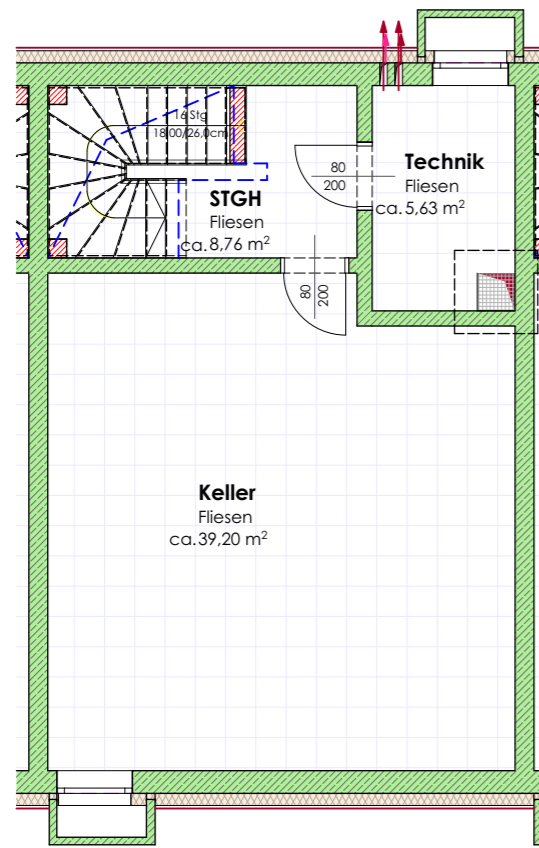 16 Stg
18,00/26,0cm
STGH
Fliesen
ca.8,76 m²
80
200
Technik
Fliesen
ca.5,63 m²
80
200
Keller
Fliesen
ca.39,20 m²